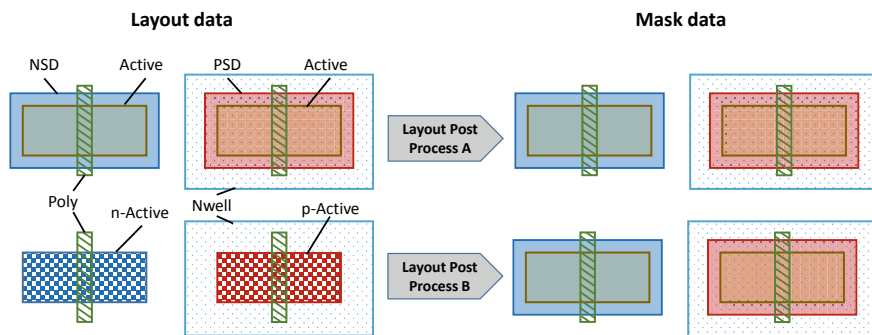 Layout data
Mask data
NSD
Active
PSD
Active
Layout Post
Process A
Poly
Nwell
n-Active
p-Active
Layout Post
Process B